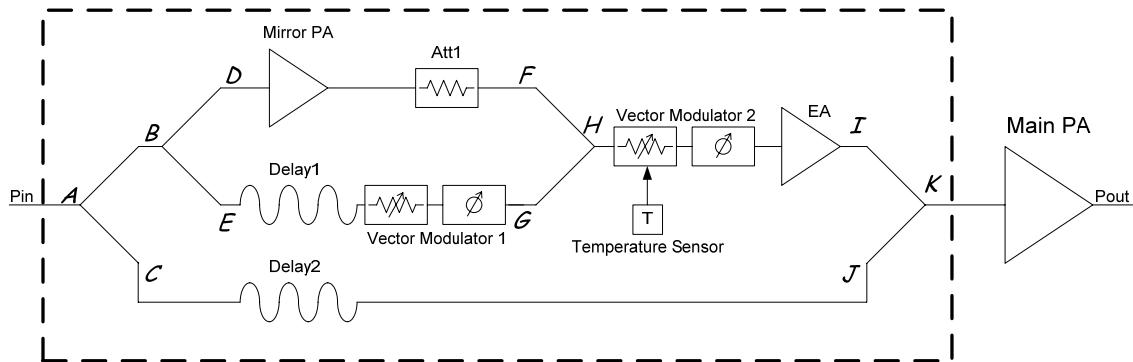 Mirror PA
Att1
D
F
B
H
Vector Modulator 2
EA
I
Main PA
Pin
A
Delay1
E
Vector Modulator 1
G
T
Temperature Sensor
K
Pout
C
Delay2
J